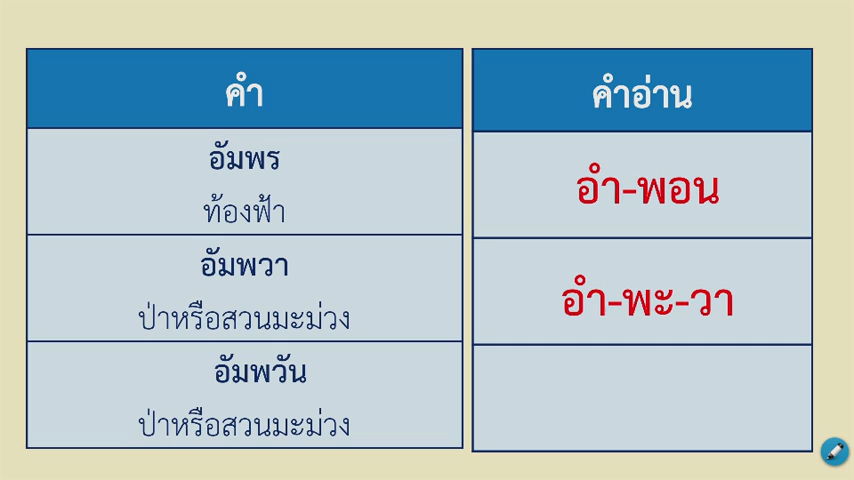 คำ
คำอ่าน
อัมพร
ท้องฟ้า
อำ-พอน
อัมพวา
ป่าหรือสวนมะม่วง
อำ-พะ-วา
อัมพวัน
ป่าหรือสวนมะม่วง